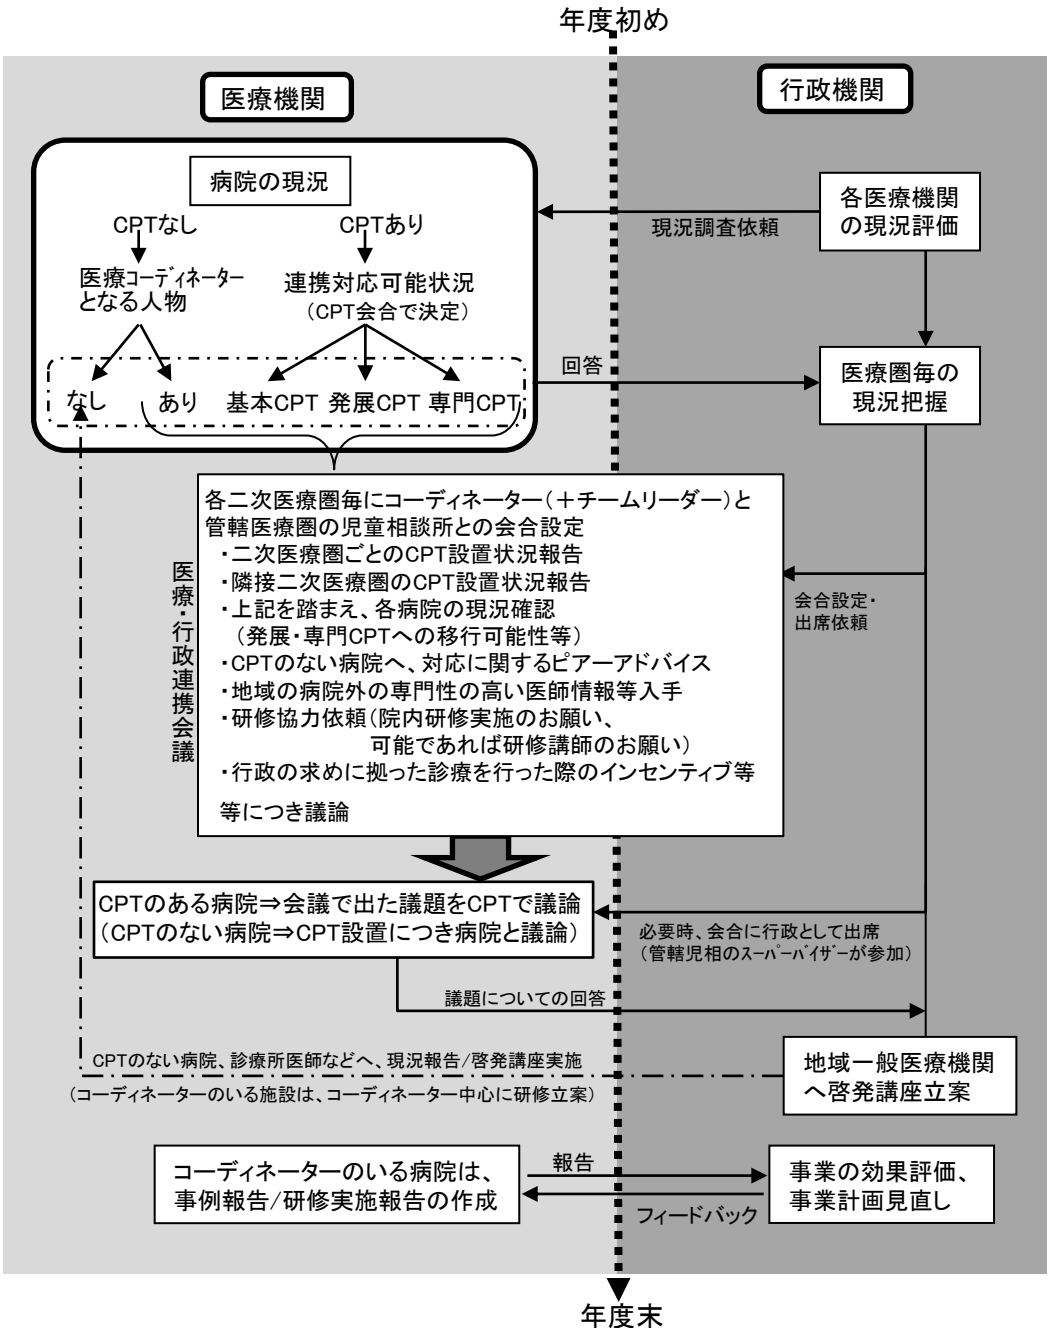 年度初め
医療機関
行政機関
病院の現況
CPTなし
CPTあり
医療ｺｰﾃﾞｨﾈｰﾀｰ
となる人物
連携対応可能状況
(CPT会合で決定)
なし
あり
基本CPT
発展CPT
専門CPT
各医療機関
の現況評価
現況調査依頼
回答
医療圏毎の
現況把握
医療・行政連携会議
各二次医療圏毎にコーディネーター(＋チームリーダー)と
管轄医療圏の児童相談所との会合設定
・二次医療圏ごとのCPT設置状況報告
・隣接二次医療圏のCPT設置状況報告
・上記を踏まえ、各病院の現況確認
(発展・専門CPTへの移行可能性等)
・CPTのない病院へ、対応に関するピアーアドバイス
・地域の病院外の専門性の高い医師情報等入手
・研修協力依頼(院内研修実施のお願い、
可能であれば研修講師のお願い)
・行政の求めに拠った診療を行った際のインセンティブ等
等につき議論
会合設定・
出席依頼
CPTのある病院⇒会議で出た議題をCPTで議論
(CPTのない病院⇒CPT設置につき病院と議論)
必要時、会合に行政として出席
(管轄児相のｽｰﾊﾟｰﾊﾞｲｻﾞｰが参加)
議題についての回答
CPTのない病院、診療所医師などへ、現況報告/啓発講座実施
(コーディネーターのいる施設は、コーディネーター中心に研修立案)
地域一般医療機関
へ啓発講座立案
コーディネーターのいる病院は、
事例報告/研修実施報告の作成
報告
フィードバック
事業の効果評価、
事業計画見直し
年度末